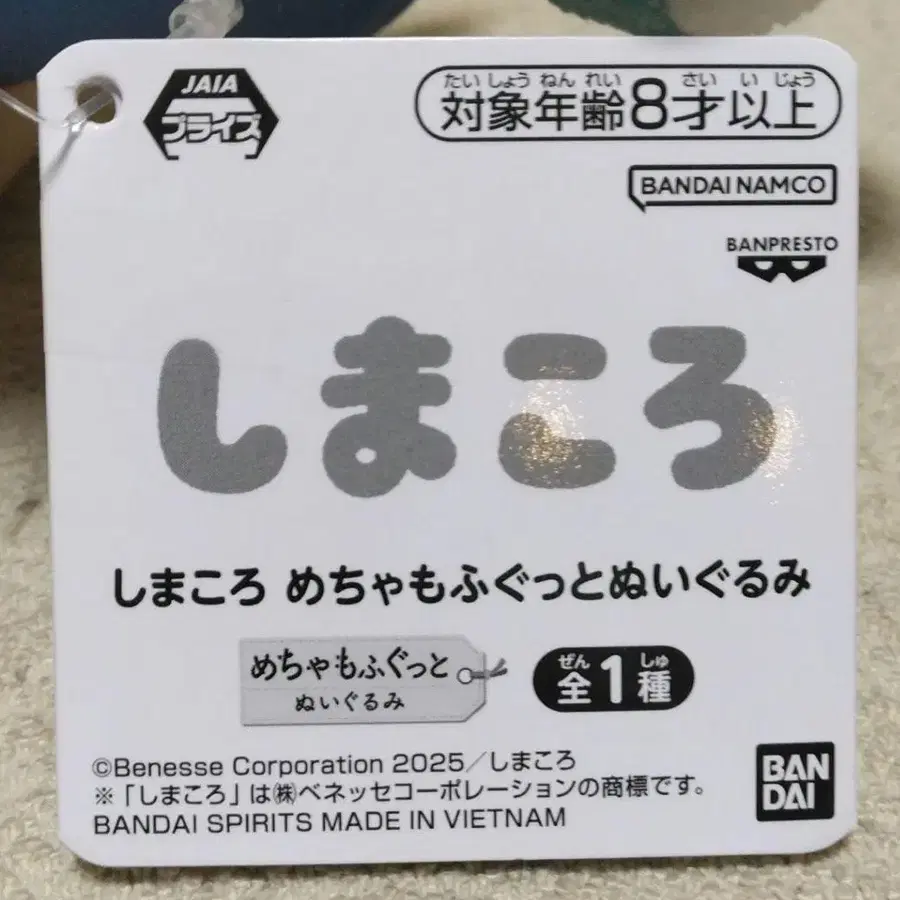 JAIA
プライズ
たいしょうねんれい さいいじょう
対象年齢8才以上
BANDAI NAMCO
BANPRESTO
しまころ
しまころ めちゃもふぐっとぬいぐるみ
めちゃもふぐっと
ぬいぐるみ
ぜん しゅ
全1種
©Benesse Corporation 2025／しまころ
※「しまころ」は㈱ベネッセコーポレーションの商標です。
BANDAI SPIRITS MADE IN VIETNAM
BAN
DAI